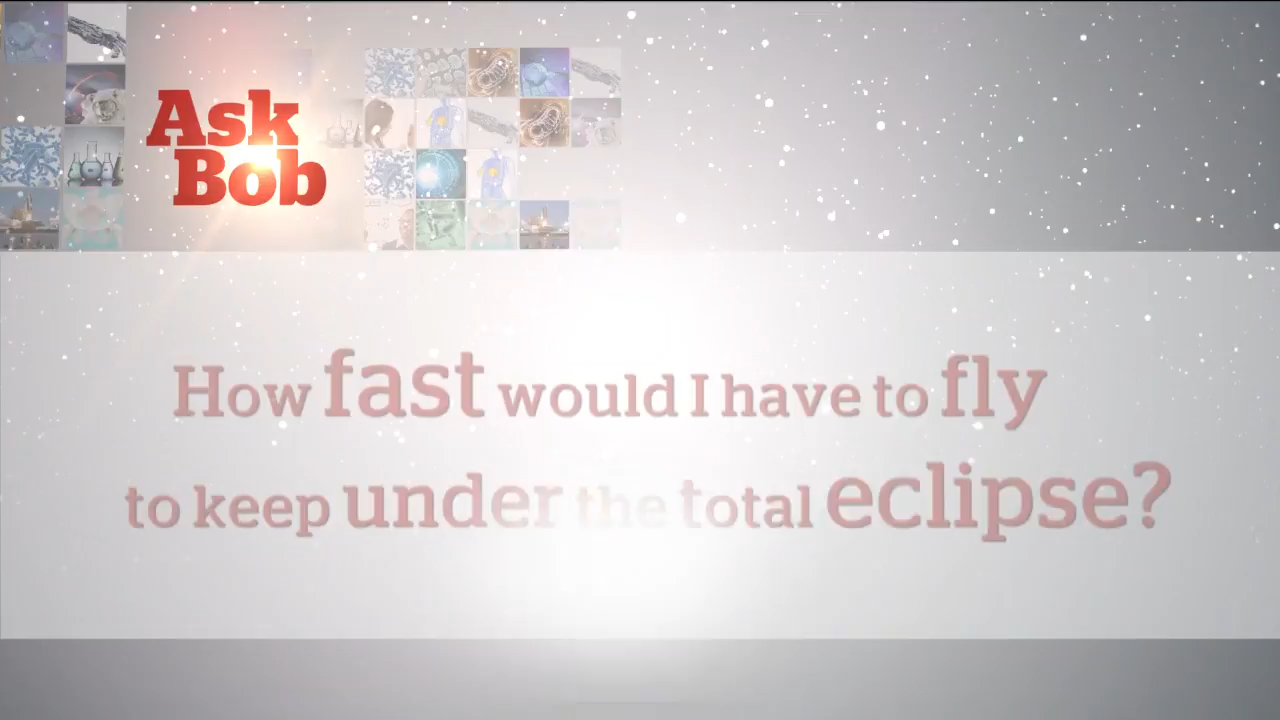 Ask
Bob
How fast would I have to fly
to keep under the total eclipse?